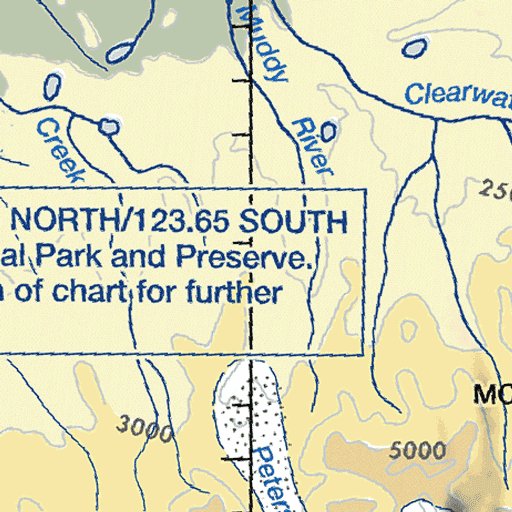 Muddy
River
Clearwat
Creek
250
NORTH/123.65 SOUTH
al Park and Preserve.
of chart for further
MO
3000
5000
Peters